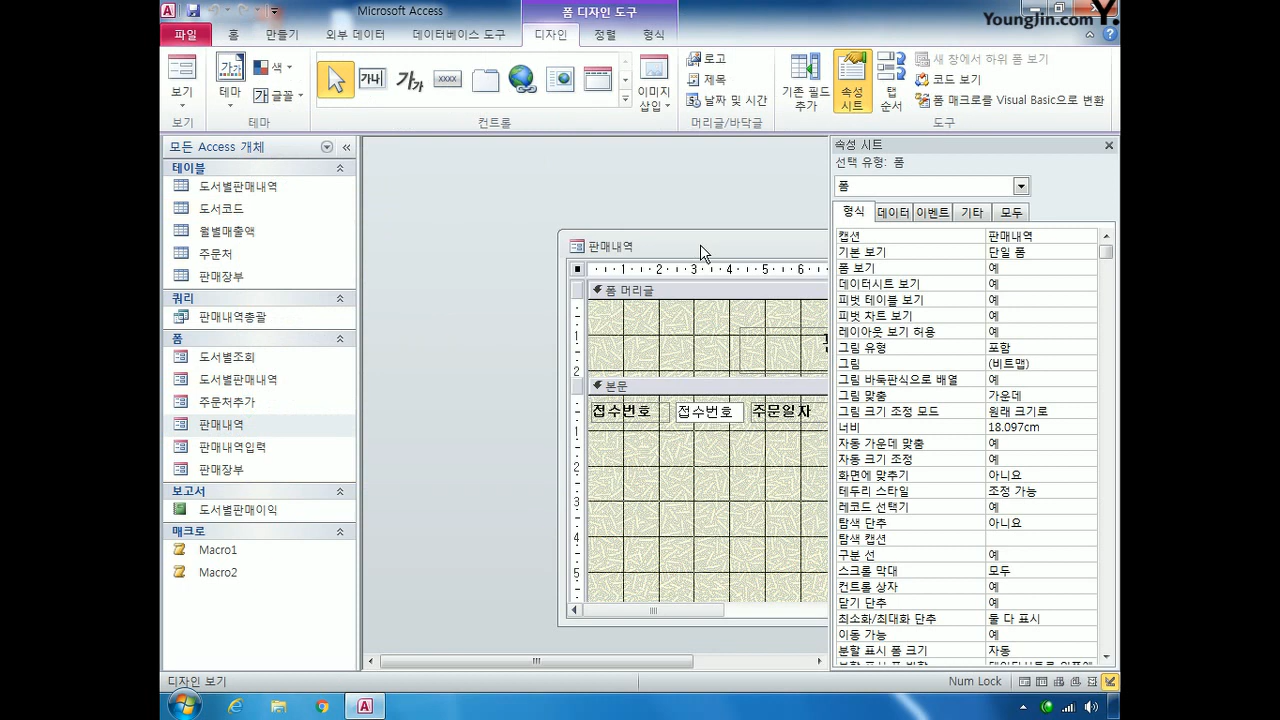 Microsoft Access
폼 디자인 도구
YoungJin.com Y.
파일 홈 만들기 외부 데이터 데이터베이스 도구 디자인 정렬 형식
보기
테마
색
가 글꼴
가나
가가
xxxx
이미지 삽입
로고
제목
날짜 및 시간
기존 필드 추가
속성 시트
탭 순서
새 창에서 하위 폼 보기
코드 보기
폼 매크로를 Visual Basic으로 변환
보기 테마 컨트롤 머리글/바닥글 도구
모든 Access 개체
테이블
도서별판매내역
도서코드
월별매출액
주문처
판매장부
쿼리
판매내역총괄
폼
도서별조회
도서별판매내역
주문처추가
판매내역
판매내역입력
판매장부
보고서
도서별판매이익
매크로
Macro1
Macro2
판매내역
1 2 3 4 5 6
폼 머리글
1
2
본문
접수번호 접수번호 주문일자
1
2
3
4
5
속성 시트
선택 유형: 폼
폼
형식 데이터 이벤트 기타 모두
캡션 판매내역
기본 보기 단일 폼
폼 보기 예
데이터시트 보기 예
피벗 테이블 보기 예
피벗 차트 보기 예
레이아웃 보기 허용 예
그림 유형 포함
그림 (비트맵)
그림 바둑판식으로 배열 예
그림 맞춤 가운데
그림 크기 조정 모드 원래 크기로
너비 18.097cm
자동 가운데 맞춤 예
자동 크기 조정 예
화면에 맞추기 아니요
테두리 스타일 조정 가능
레코드 선택기 예
탐색 단추 아니요
탐색 캡션
구분 선 예
스크롤 막대 모두
컨트롤 상자 예
닫기 단추 예
최소화/최대화 단추 둘 다 표시
이동 가능 예
분할 표시 폼 크기 자동
디자인 보기
Num Lock